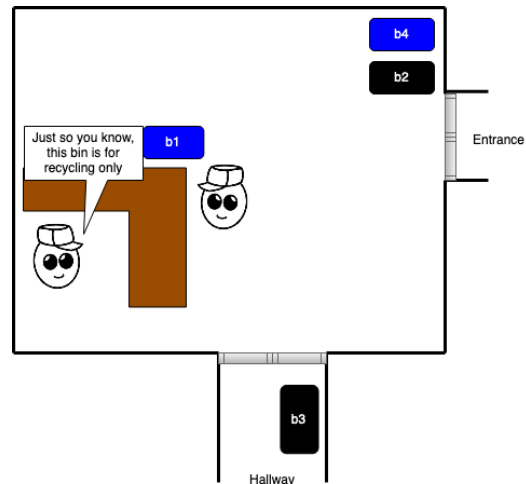 b4
b2
Just so you know,
this bin is for
recycling only
b1
Entrance
b3
Hallway